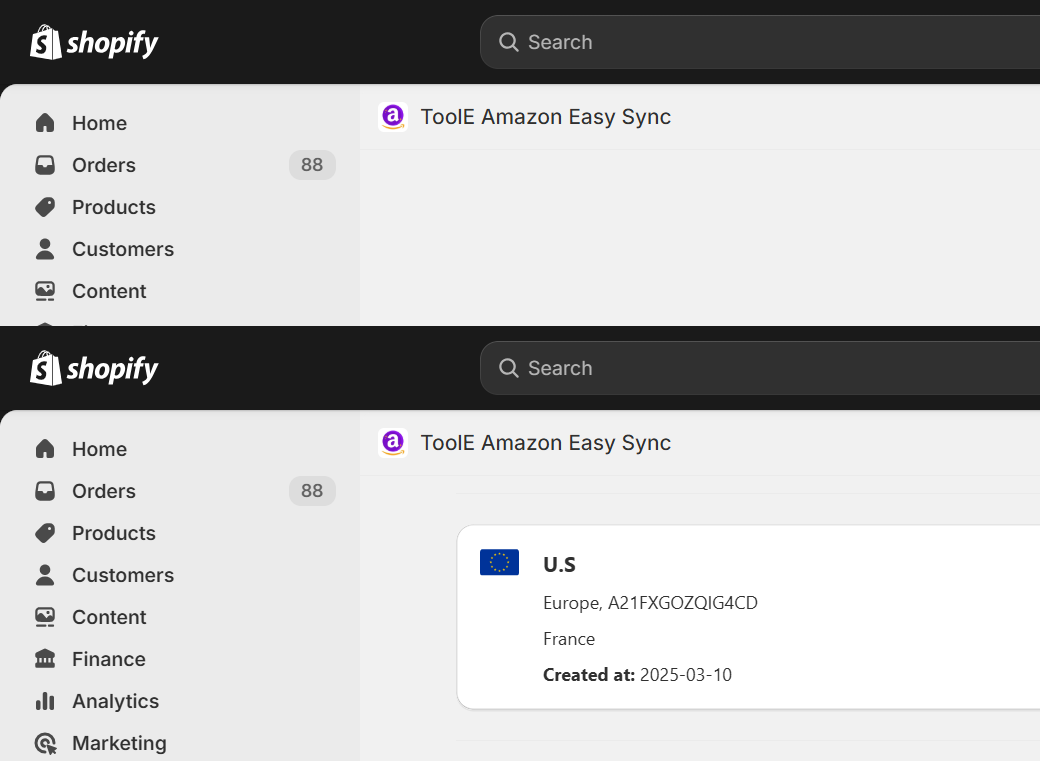 shopify
Search
ToolE Amazon Easy Sync
Home
Orders 88
Products
Customers
Content
shopify
Search
ToolE Amazon Easy Sync
Home
Orders 88
Products
Customers
Content
Finance
Analytics
Marketing
U.S
Europe, A21FXGOZQIG4CD
France
Created at: 2025-03-10